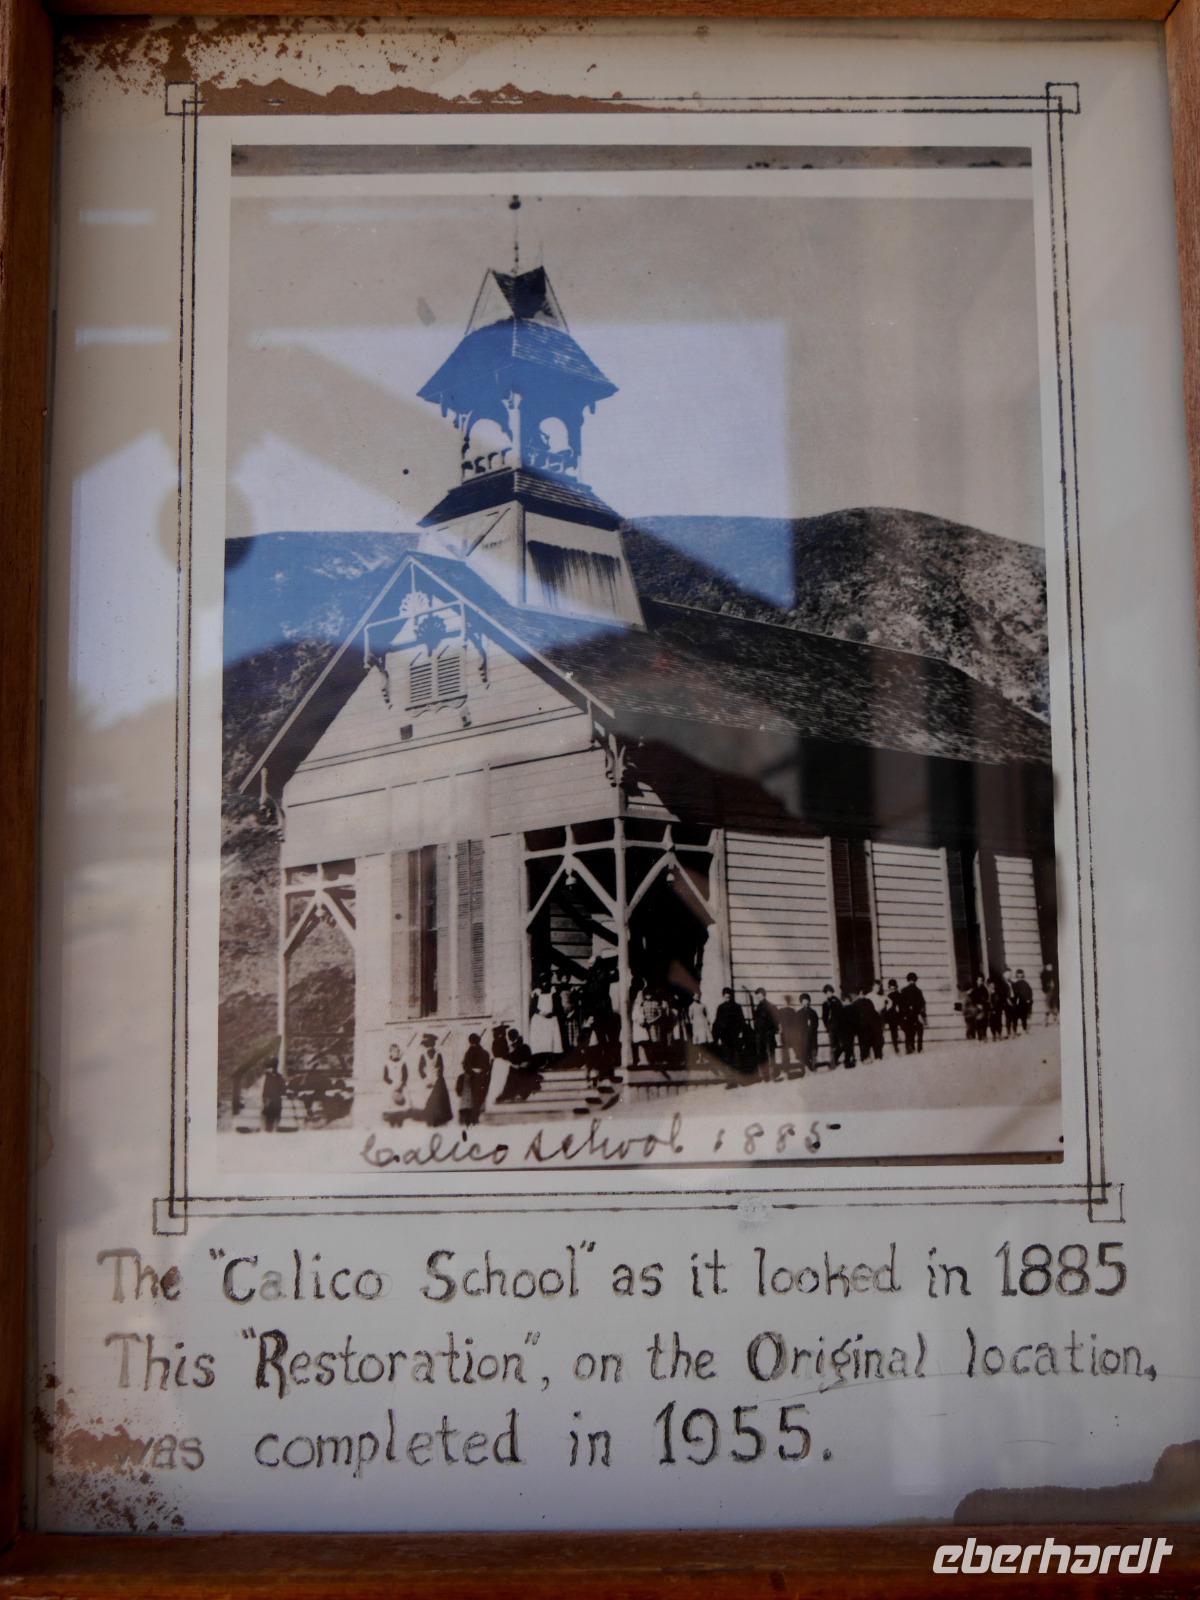 Calico School 1885
The "Calico School" as it looked in 1885
This "Restoration", on the Original location,
was completed in 1955.
eberhardt